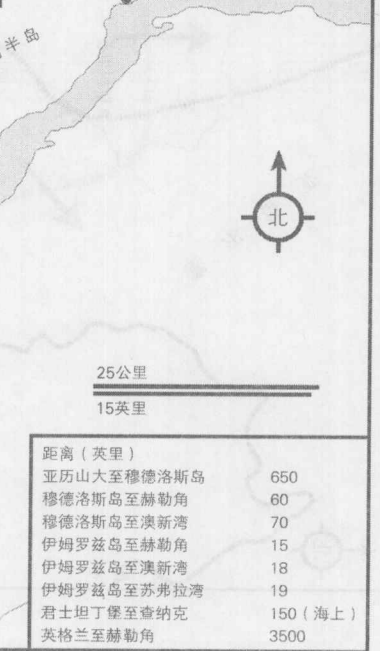 半岛
北
25公里
15英里
距离（英里）
亚历山大至穆德洛斯岛 650
穆德洛斯岛至赫勒角 60
穆德洛斯岛至澳新湾 70
伊姆罗兹岛至赫勒角 15
伊姆罗兹岛至澳新湾 18
伊姆罗兹岛至苏弗拉湾 19
君士坦丁堡至查纳克 150（海上）
英格兰至赫勒角 3500